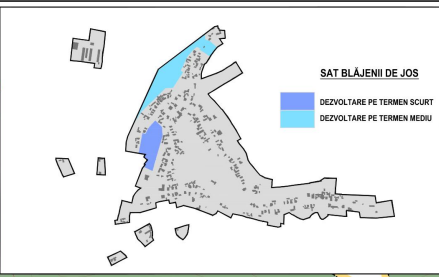 SAT BLĂJENII DE JOS
DEZVOLTARE PE TERMEN SCURT
DEZVOLTARE PE TERMEN MEDIU